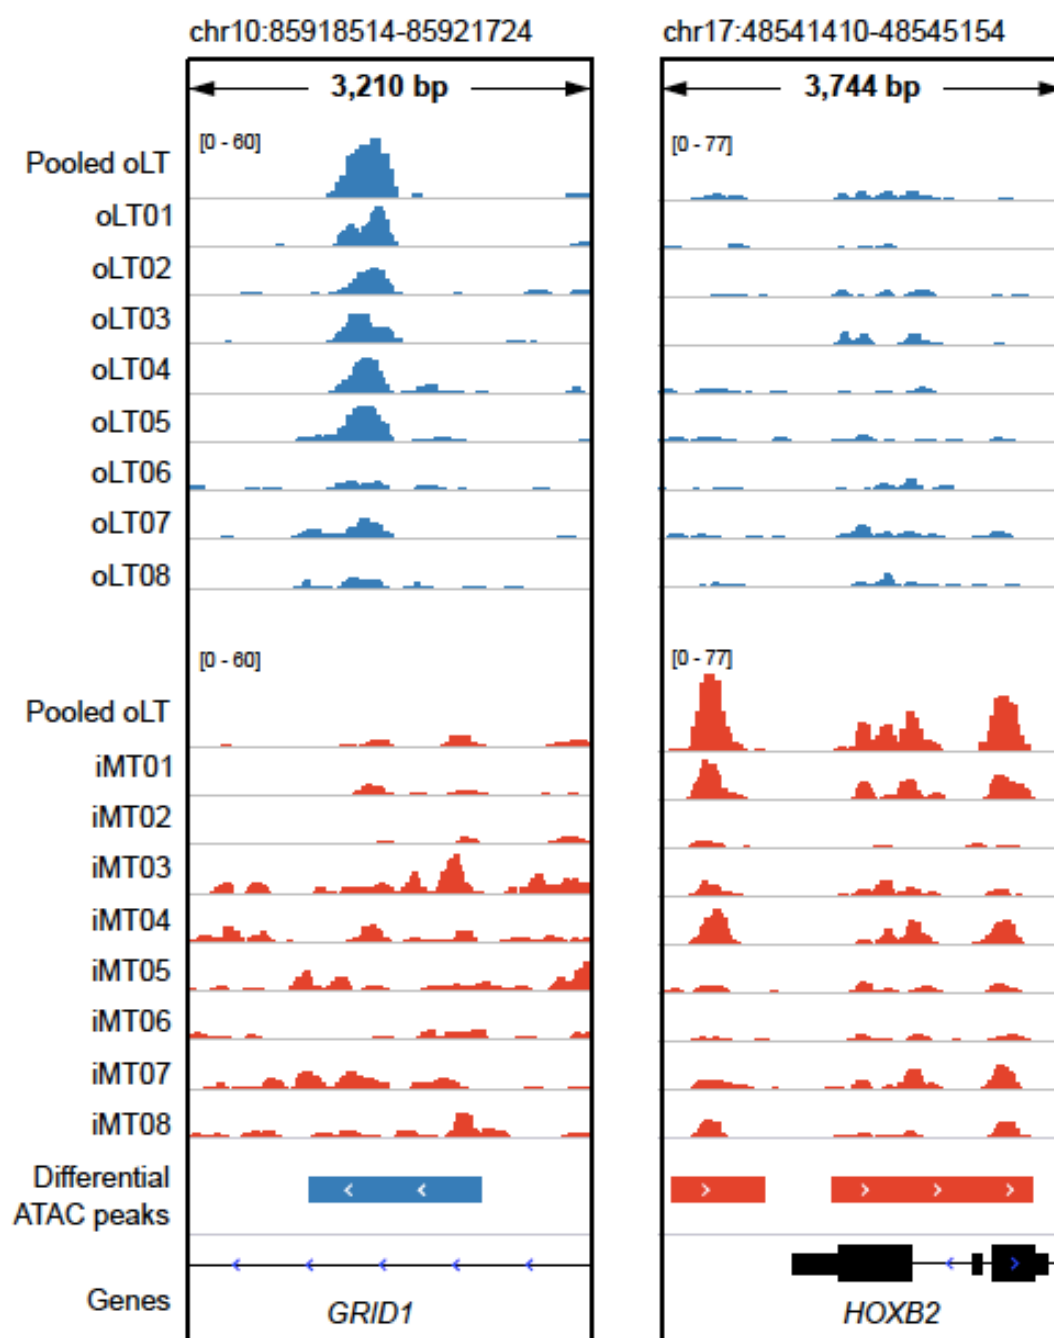 chr10:85918514-85921724
chr17:48541410-48545154
3,210 bp
3,744 bp
[0 - 60]
[0 - 77]
Pooled oLT
oLT01
oLT02
oLT03
oLT04
oLT05
oLT06
oLT07
oLT08
[0 - 60]
[0 - 77]
Pooled oLT
iMT01
iMT02
iMT03
iMT04
iMT05
iMT06
iMT07
iMT08
Differential
ATAC peaks
Genes
GRID1
HOXB2